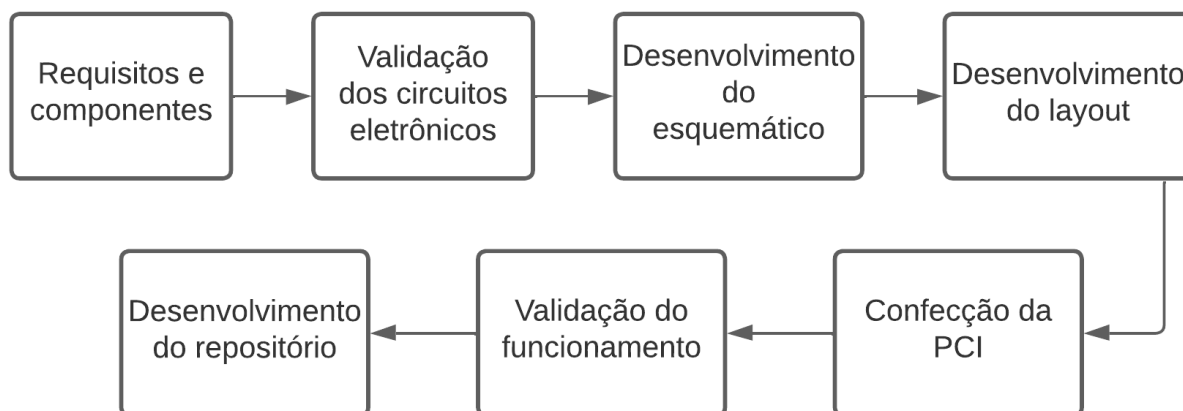 Requisitos e
componentes
Validação
dos circuitos
eletrônicos
Desenvolvimento
do
esquemático
Desenvolvimento
do layout
Confecção da
PCI
Validação do
funcionamento
Desenvolvimento
do repositório